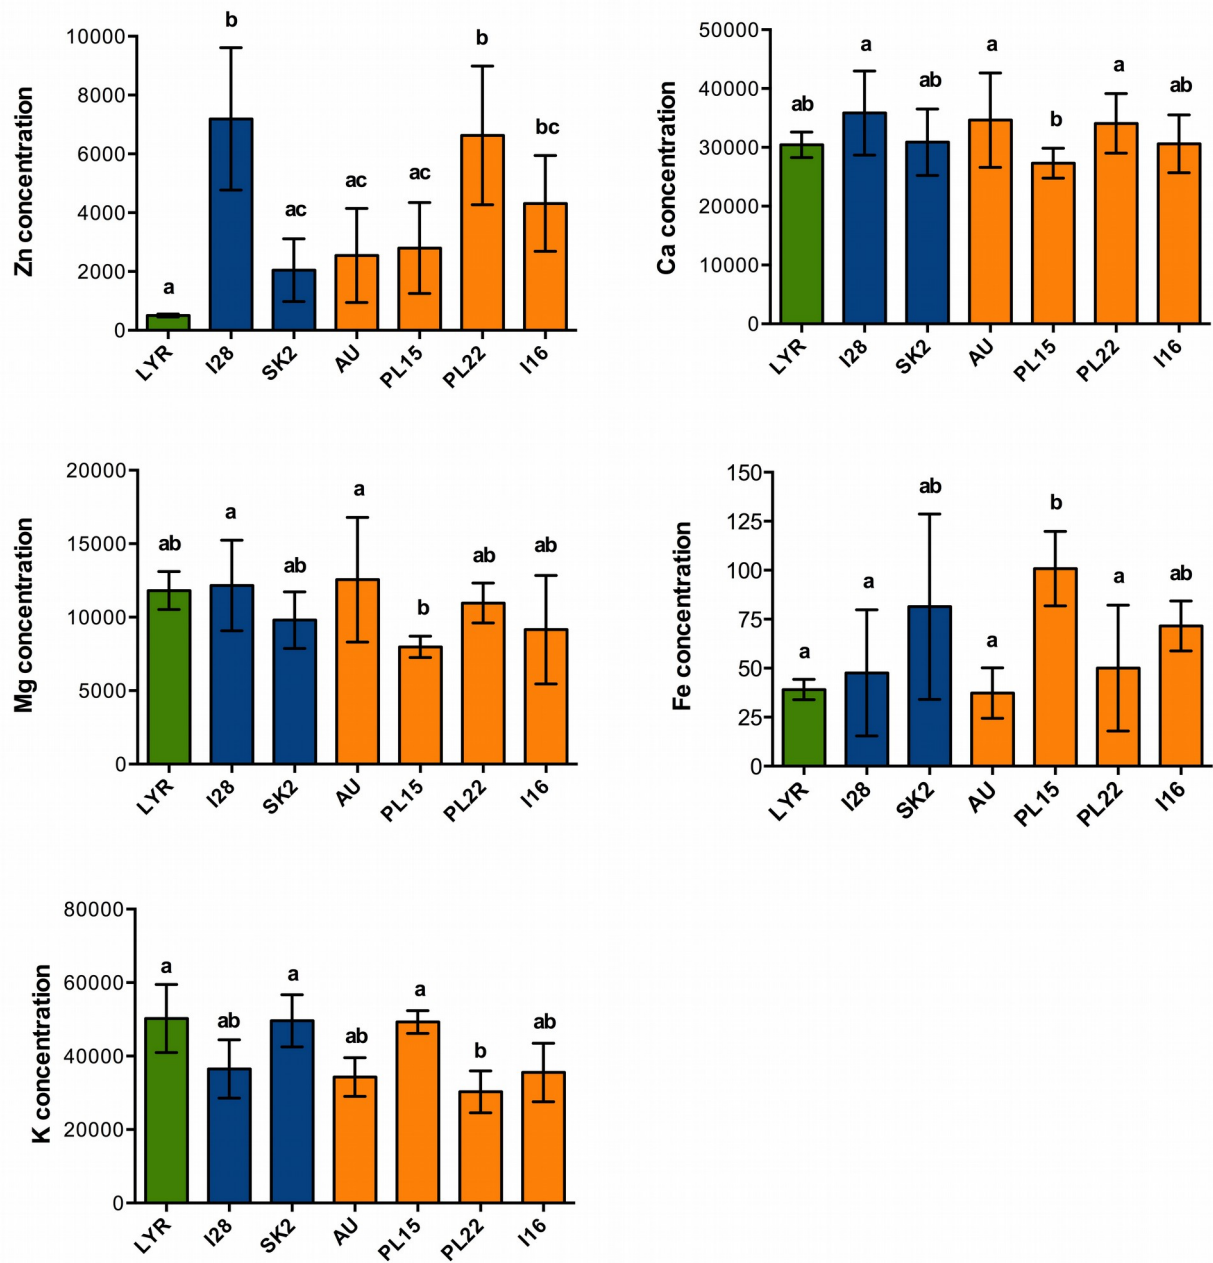 Zn concentration
10000
8000
6000
4000
2000
0
a
b
ac
ac
ac
b
bc
LYR
I28
SK2
AU
PL15
PL22
I16
Ca concentration
50000
40000
30000
20000
10000
0
ab
a
ab
a
b
a
ab
LYR
I28
SK2
AU
PL15
PL22
I16
Mg concentration
20000
15000
10000
5000
0
ab
a
ab
a
b
ab
ab
LYR
I28
SK2
AU
PL15
PL22
I16
Fe concentration
150
125
100
75
50
25
0
a
a
ab
a
b
a
ab
LYR
I28
SK2
AU
PL15
PL22
I16
K concentration
80000
60000
40000
20000
0
a
ab
a
ab
a
b
ab
LYR
I28
SK2
AU
PL15
PL22
I16